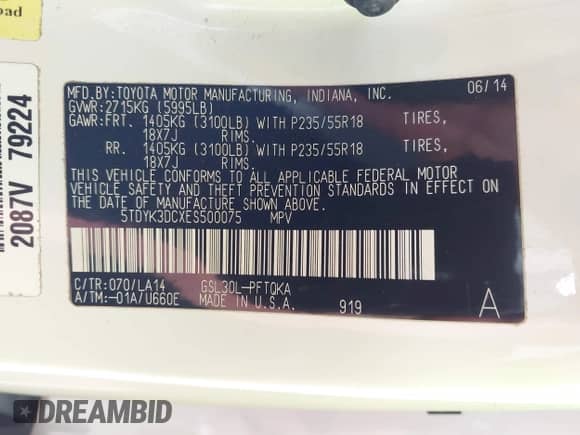 oad
2087V 79224
MFD.BY:TOYOTA MOTOR MANUFACTURING, INDIANA, INC. 06/14
GVWR:2715KG (5995LB)
GAWR:FRT. 1405KG (3100LB) WITH P235/55R18 TIRES,
18X7J RIMS.
RR. 1405KG (3100LB) WITH P235/55R18 TIRES,
18X7J RIMS.
THIS VEHICLE CONFORMS TO ALL APPLICABLE FEDERAL MOTOR
VEHICLE SAFETY AND THEFT PREVENTION STANDARDS IN EFFECT ON
THE DATE OF MANUFACTURE SHOWN ABOVE.
5TDYK3DCXES500075 MPV
C/TR:070/LA14 GSL30L-PFTQKA
A/TM:-01A/U660E MADE IN U.S.A. 919 A
DREAMBID